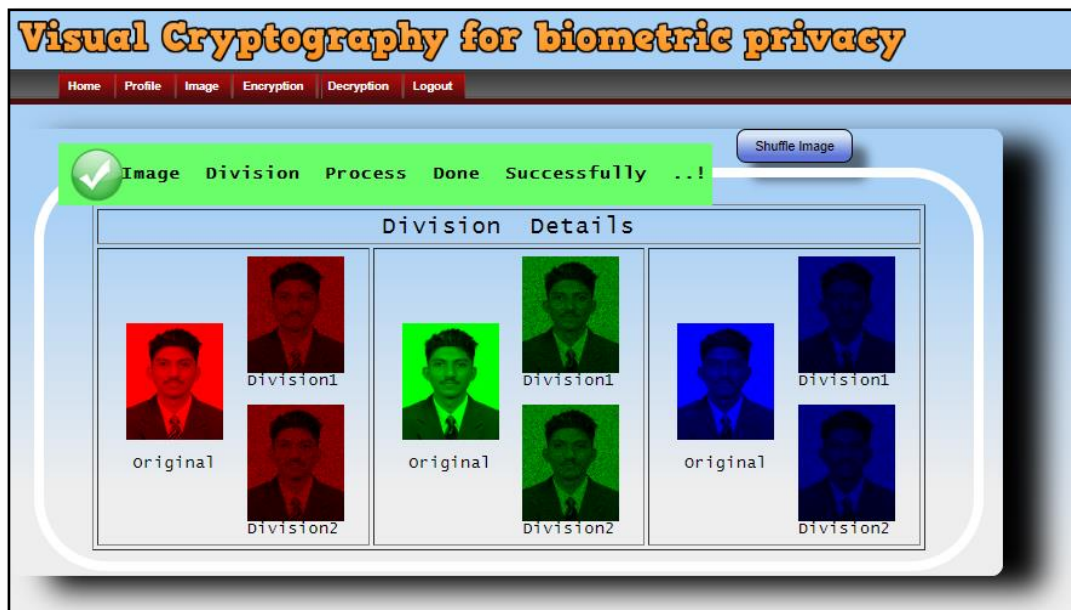 Visual Cryptography for biometric privacy
Home Profile Image Encryption Decryption Logout
Shuffle Image
Image Division Process Done Successfully ..!
Division Details
Original
Division1
Division2
Original
Division1
Division2
Original
Division1
Division2